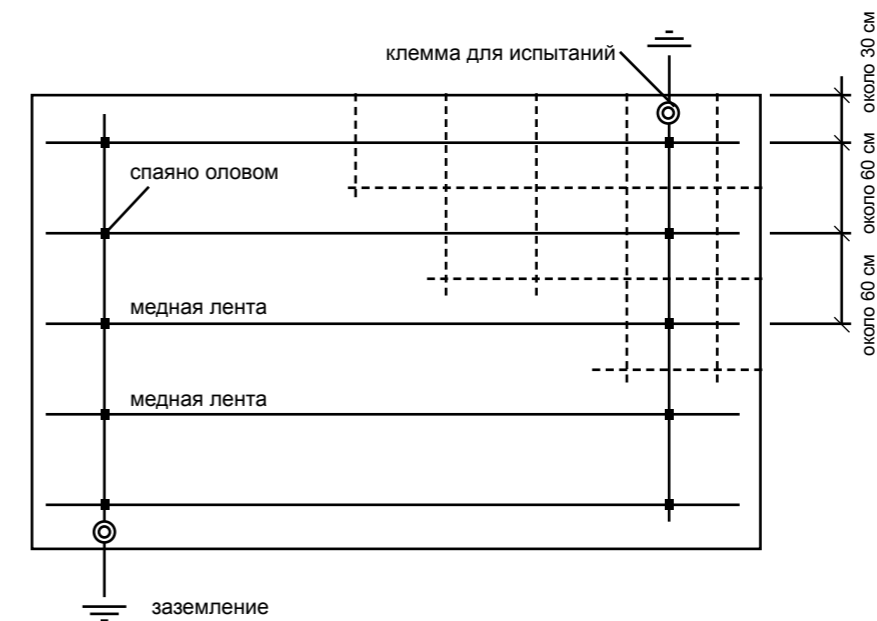 клемма для испытаний
около 30 см
спаяно оловом
около 60 см
медная лента
около 60 см
медная лента
заземление